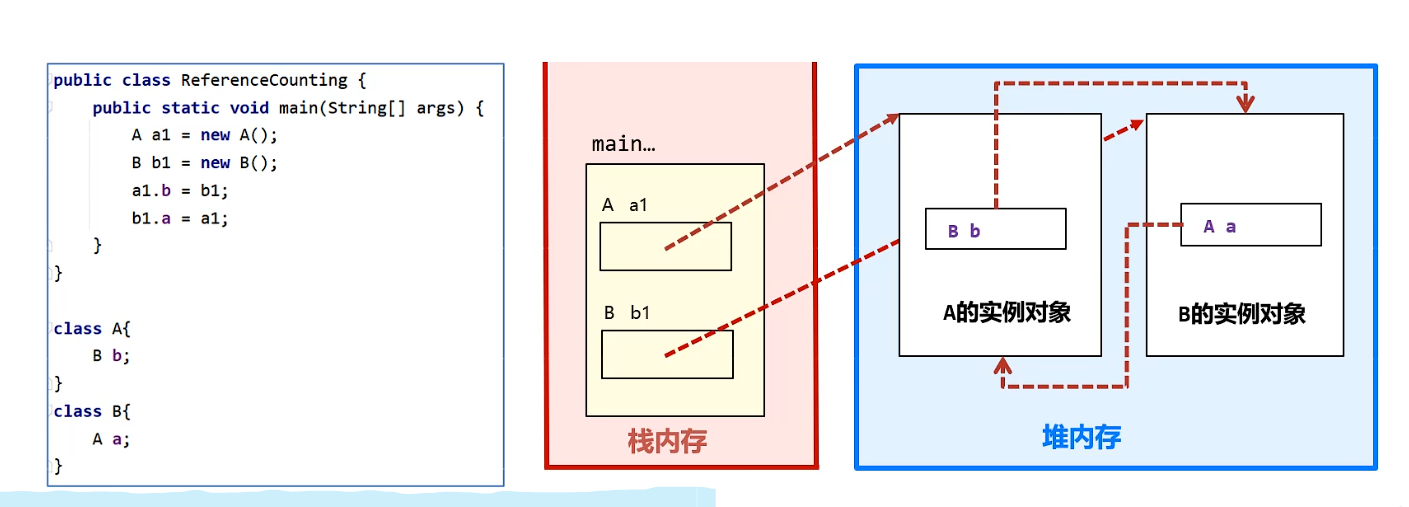 public class ReferenceCounting {
public static void main(String[] args) {
A a1 = new A();
B b1 = new B();
a1.b = b1;
b1.a = a1;
}
}
class A{
B b;
}
class B{
A a;
}
main…
A a1
B b1
栈内存
B b
A的实例对象
A a
B的实例对象
堆内存